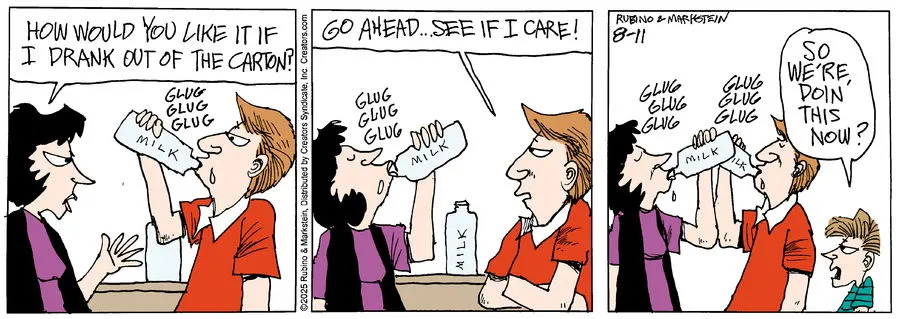 HOW WOULD YOU LIKE IT IF
I DRANK OUT OF THE CARTON?
GLUG
GLUG
GLUG
MILK
©2025 Rubino & Markstein, Distributed by Creators Syndicate, Inc. Creators.com
GO AHEAD...SEE IF I CARE!
GLUG
GLUG
GLUG
MILK
MILK
RUBINO & MARKSTEIN
8-11
GLUG
GLUG
GLUG
GLUG
GLUG
GLUG
MILK
MILK
SO
WE'RE
DOIN'
THIS
NOW?